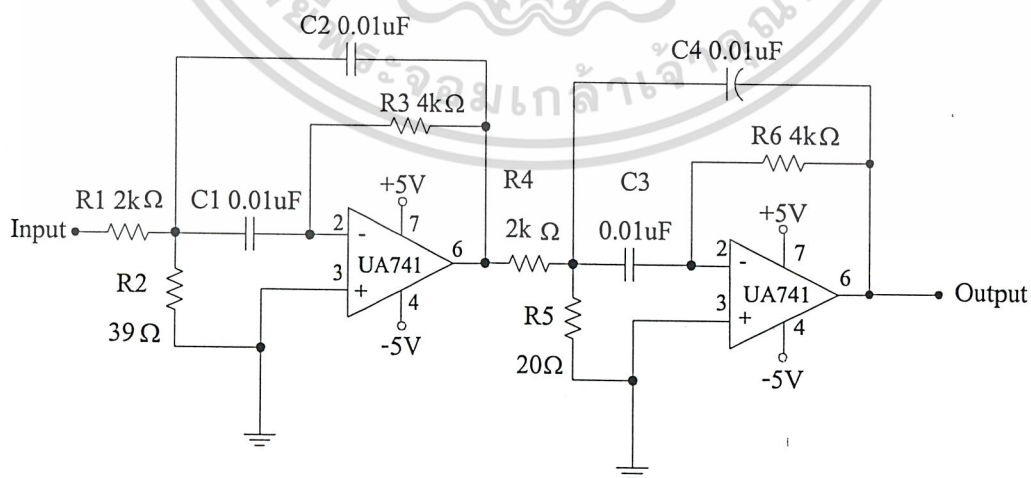 C2 0.01uF
C4 0.01uF
R3 4kΩ
R6 4kΩ
R1 2kΩ
C1 0.01uF
+5V
R4
C3
+5V
Input
2
-
7
6
2k Ω
0.01uF
2
-
7
6
Output
R2
3
+
UA741
4
R5
3
+
UA741
4
39Ω
-5V
20Ω
-5V